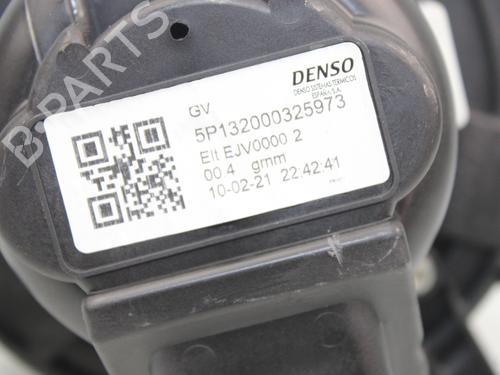 DENSO
DENSO SISTEMAS TERMICOS
ESPAÑA, S.A.
GV
5P132000325973
Elt EJV0000 2
00.4 gmm
10-02-21 22:42:41
B-PARTS